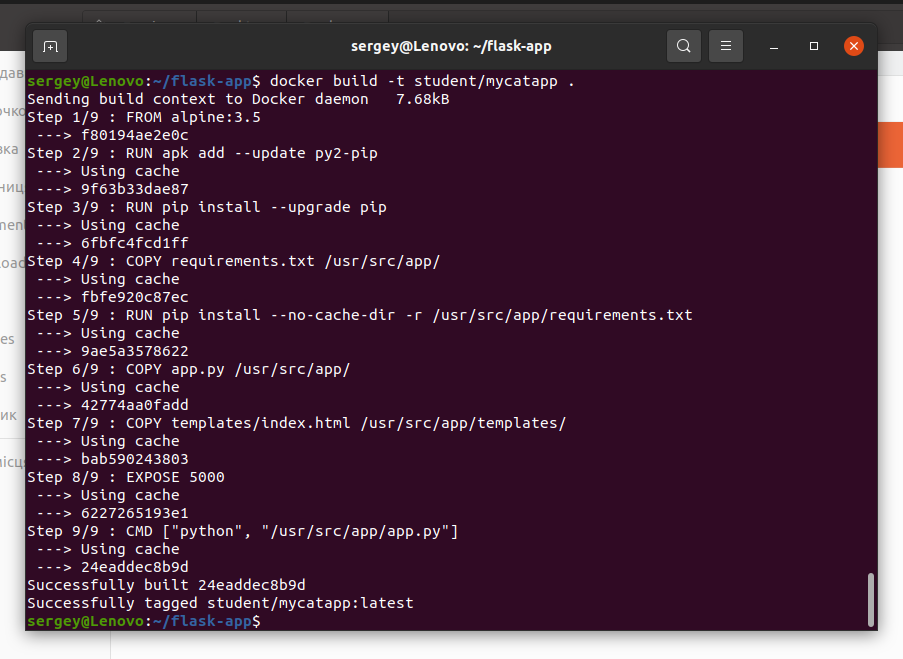 sergey@Lenovo: ~/flask-app
sergey@Lenovo:~/flask-app$ docker build -t student/mycatapp .
Sending build context to Docker daemon   7.68kB
Step 1/9 : FROM alpine:3.5
 ---> f80194ae2e0c
Step 2/9 : RUN apk add --update py2-pip
 ---> Using cache
 ---> 9f63b33dae87
Step 3/9 : RUN pip install --upgrade pip
 ---> Using cache
 ---> 6fbfc4fcd1ff
Step 4/9 : COPY requirements.txt /usr/src/app/
 ---> Using cache
 ---> fbfe920c87ec
Step 5/9 : RUN pip install --no-cache-dir -r /usr/src/app/requirements.txt
 ---> Using cache
 ---> 9ae5a3578622
Step 6/9 : COPY app.py /usr/src/app/
 ---> Using cache
 ---> 42774aa0fadd
Step 7/9 : COPY templates/index.html /usr/src/app/templates/
 ---> Using cache
 ---> bab590243803
Step 8/9 : EXPOSE 5000
 ---> Using cache
 ---> 6227265193e1
Step 9/9 : CMD ["python", "/usr/src/app/app.py"]
 ---> Using cache
 ---> 24eaddec8b9d
Successfully built 24eaddec8b9d
Successfully tagged student/mycatapp:latest
sergey@Lenovo:~/flask-app$